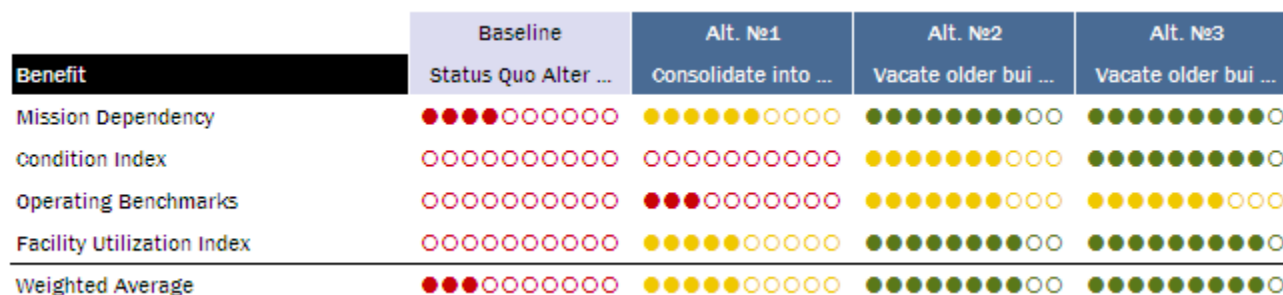 Baseline Alt. №1 Alt. №2 Alt. №3
Benefit Status Quo Alter ... Consolidate into ... Vacate older bui ... Vacate older bui ...
Mission Dependency
Condition Index
Operating Benchmarks
Facility Utilization Index
Weighted Average